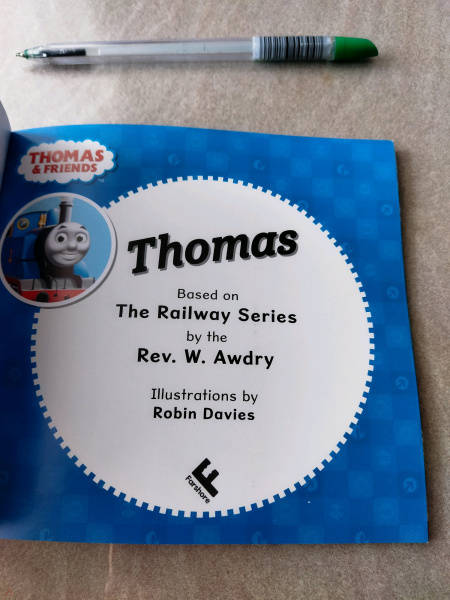 THOMAS
& FRIENDS
Thomas
Based on
The Railway Series
by the
Rev. W. Awdry
Illustrations by
Robin Davies
Farshore